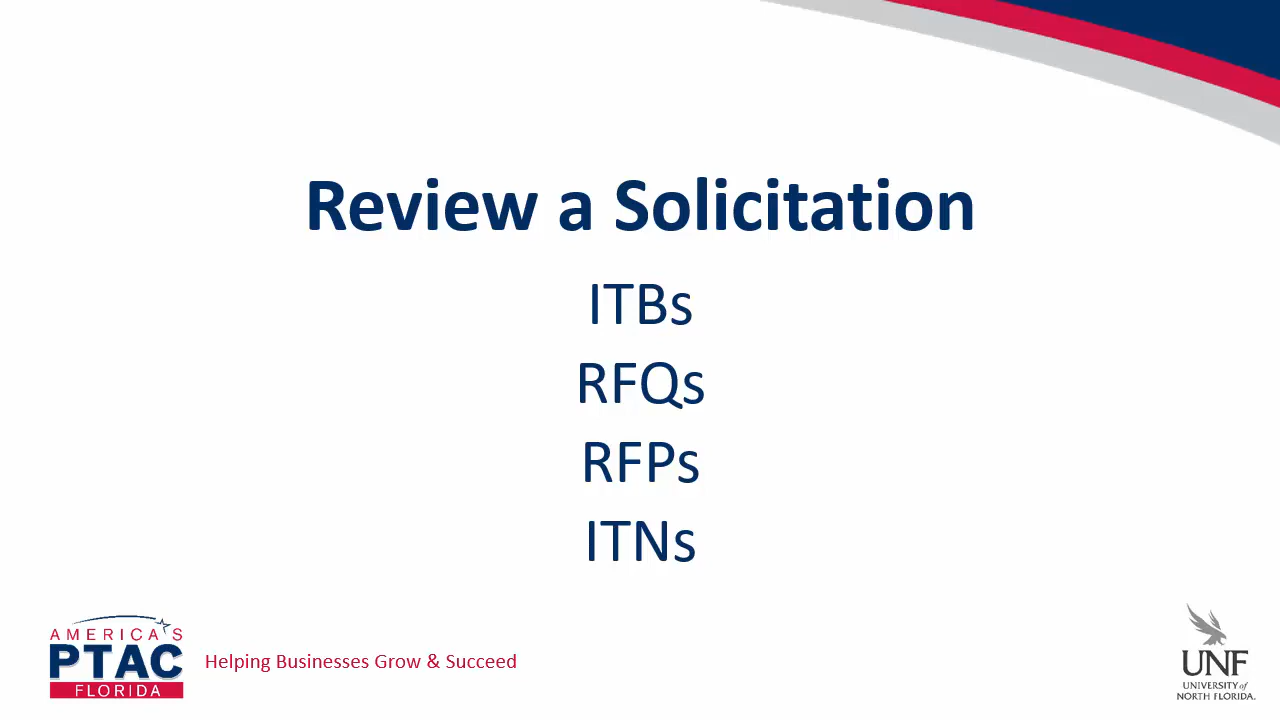 Review a Solicitation
ITBs
RFQs
RFPs
ITNs
AMERICA'S
PTAC
FLORIDA
Helping Businesses Grow & Succeed
UNF
UNIVERSITY of
NORTH FLORIDA.